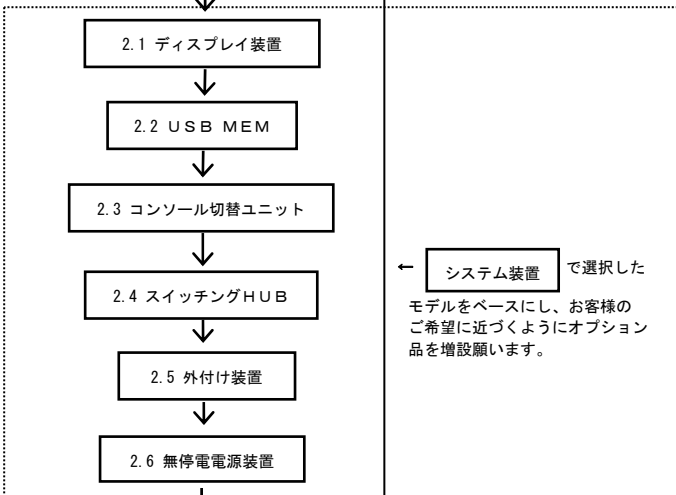 2.1 ディスプレイ装置
2.2 ＵＳＢ ＭＥＭ
2.3 コンソール切替ユニット
2.4 スイッチングＨＵＢ
2.5 外付け装置
2.6 無停電電源装置
← システム装置 で選択した
モデルをベースにし、お客様の
ご希望に近づくようにオプション
品を増設願います。